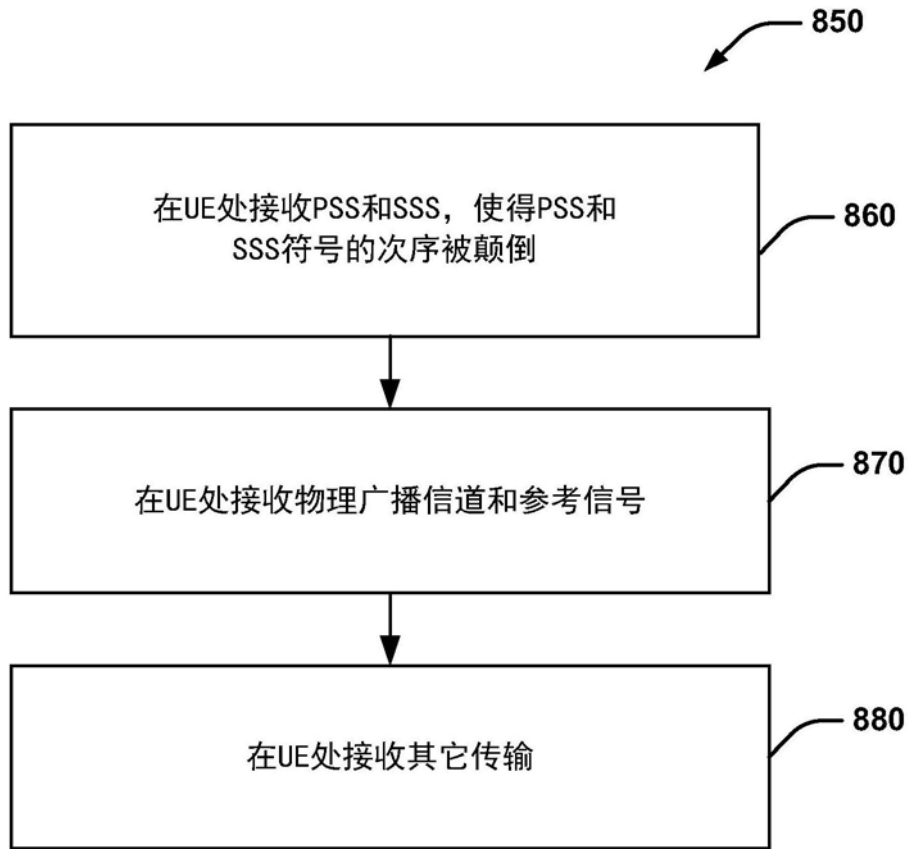 850
在UE处接收PSS和SSS，使得PSS和
SSS符号的次序被颠倒
860
在UE处接收物理广播信道和参考信号
870
在UE处接收其它传输
880